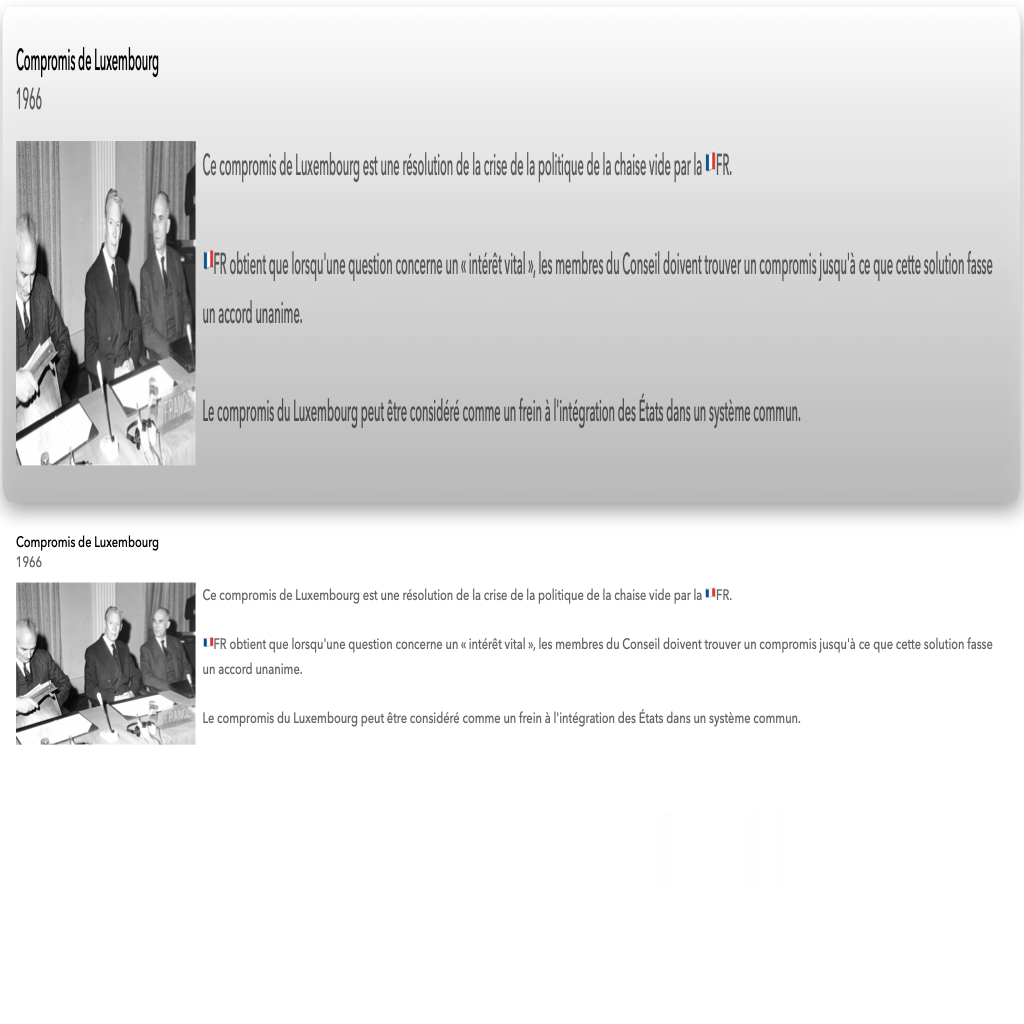 Compromis de Luxembourg
1966
Ce compromis de Luxembourg est une résolution de la crise de la politique de la chaise vide par la 🇫🇷FR.
🇫🇷FR obtient que lorsqu'une question concerne un « intérêt vital », les membres du Conseil doivent trouver un compromis jusqu'à ce que cette solution fasse
un accord unanime.
FRANCE
Le compromis du Luxembourg peut être considéré comme un frein à l'intégration des États dans un système commun.
Compromis de Luxembourg
1966
Ce compromis de Luxembourg est une résolution de la crise de la politique de la chaise vide par la 🇫🇷FR.
🇫🇷FR obtient que lorsqu'une question concerne un « intérêt vital », les membres du Conseil doivent trouver un compromis jusqu'à ce que cette solution fasse
un accord unanime.
FRANCE
Le compromis du Luxembourg peut être considéré comme un frein à l'intégration des États dans un système commun.